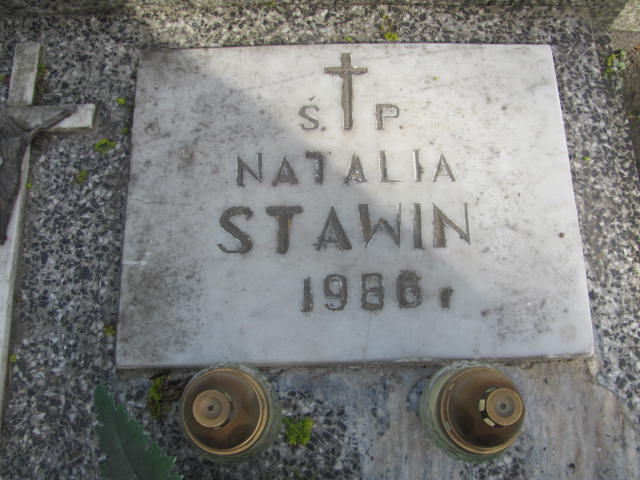 Ś. P.
NATALIA
STAWIN
1986 r